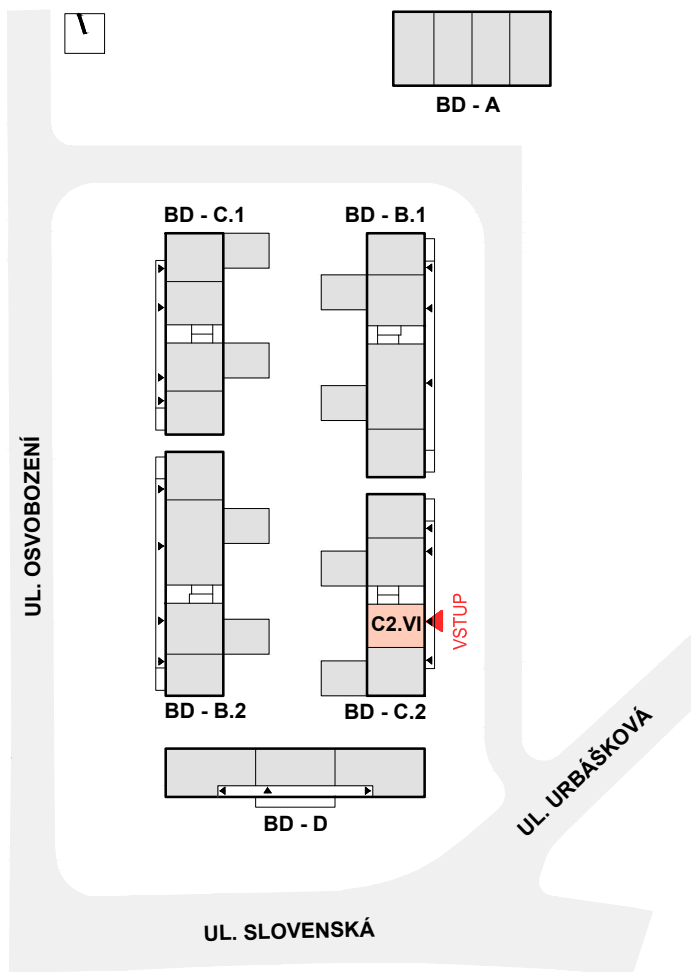 BD - A
BD - C.1
BD - B.1
UL. OSVOBOZENÍ
C2.VI
VSTUP
BD - B.2
BD - C.2
UL. URBÁŠKOVÁ
BD - D
UL. SLOVENSKÁ